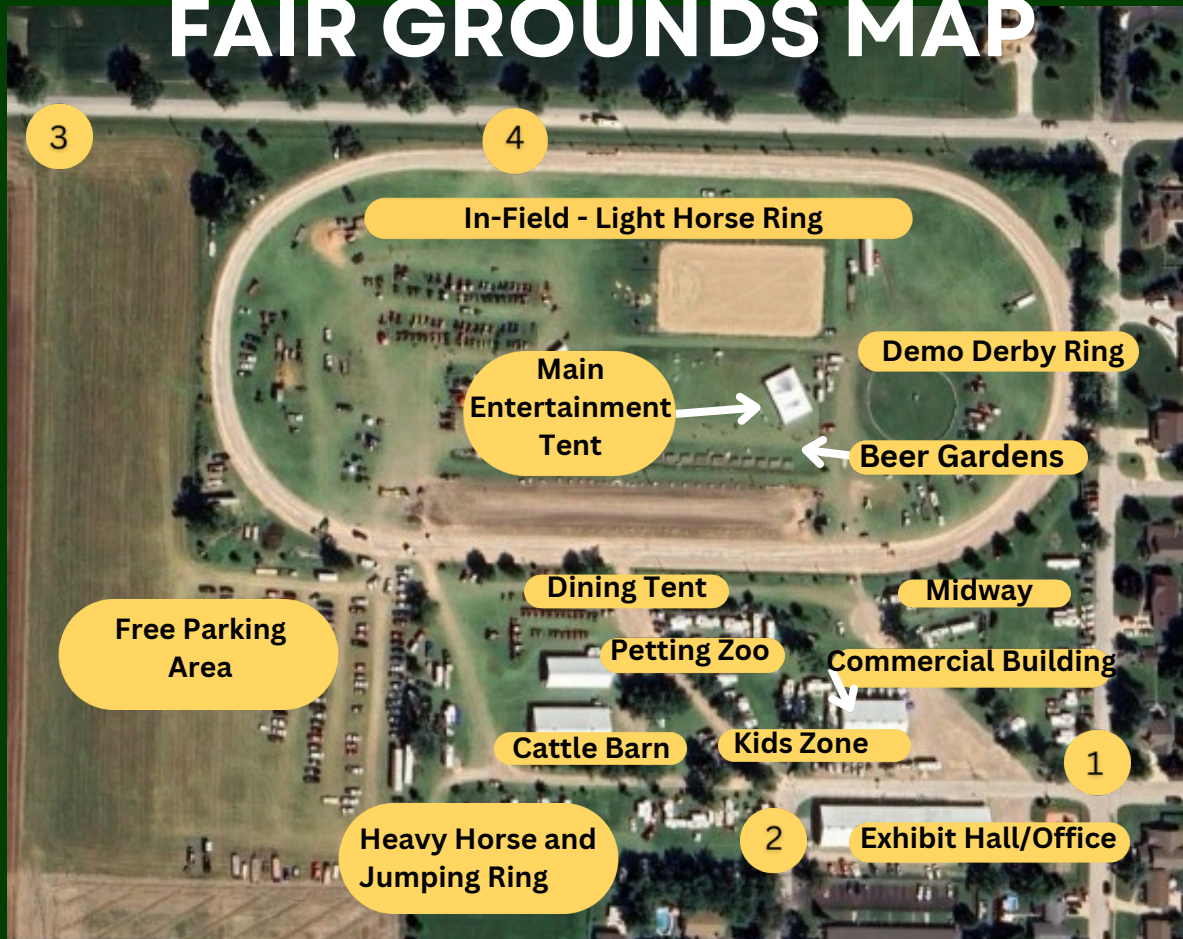 FAIR GROUNDS MAP
3
4
In-Field - Light Horse Ring
Demo Derby Ring
Main
Entertainment
Tent
Beer Gardens
Dining Tent
Midway
Free Parking
Area
Petting Zoo
Commercial Building
Cattle Barn
Kids Zone
1
Heavy Horse and
Jumping Ring
2
Exhibit Hall/Office